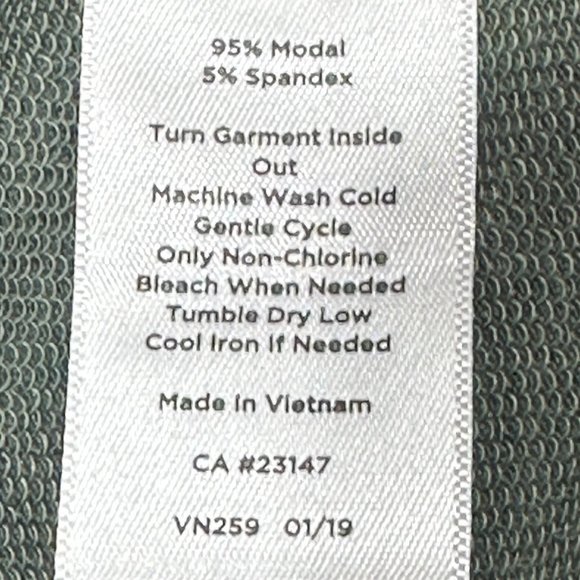 95% Modal
5% Spandex
Turn Garment Inside
Out
Machine Wash Cold
Gentle Cycle
Only Non-Chlorine
Bleach When Needed
Tumble Dry Low
Cool Iron If Needed
Made in Vietnam
CA #23147
VN259 01/19